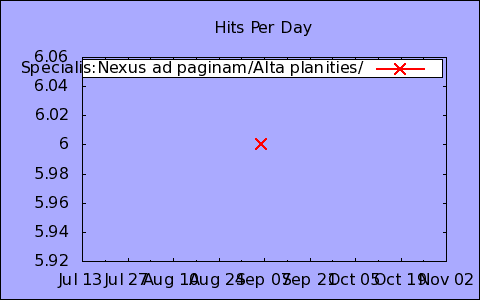 Hits Per Day
6.06
Specialis:Nexus ad paginam/Alta planities/
6.04
6.02
6
5.98
5.96
5.94
5.92
Jul 13 Jul 27 Aug 10 Aug 24 Sep 07 Sep 21 Oct 05 Oct 19 Nov 02